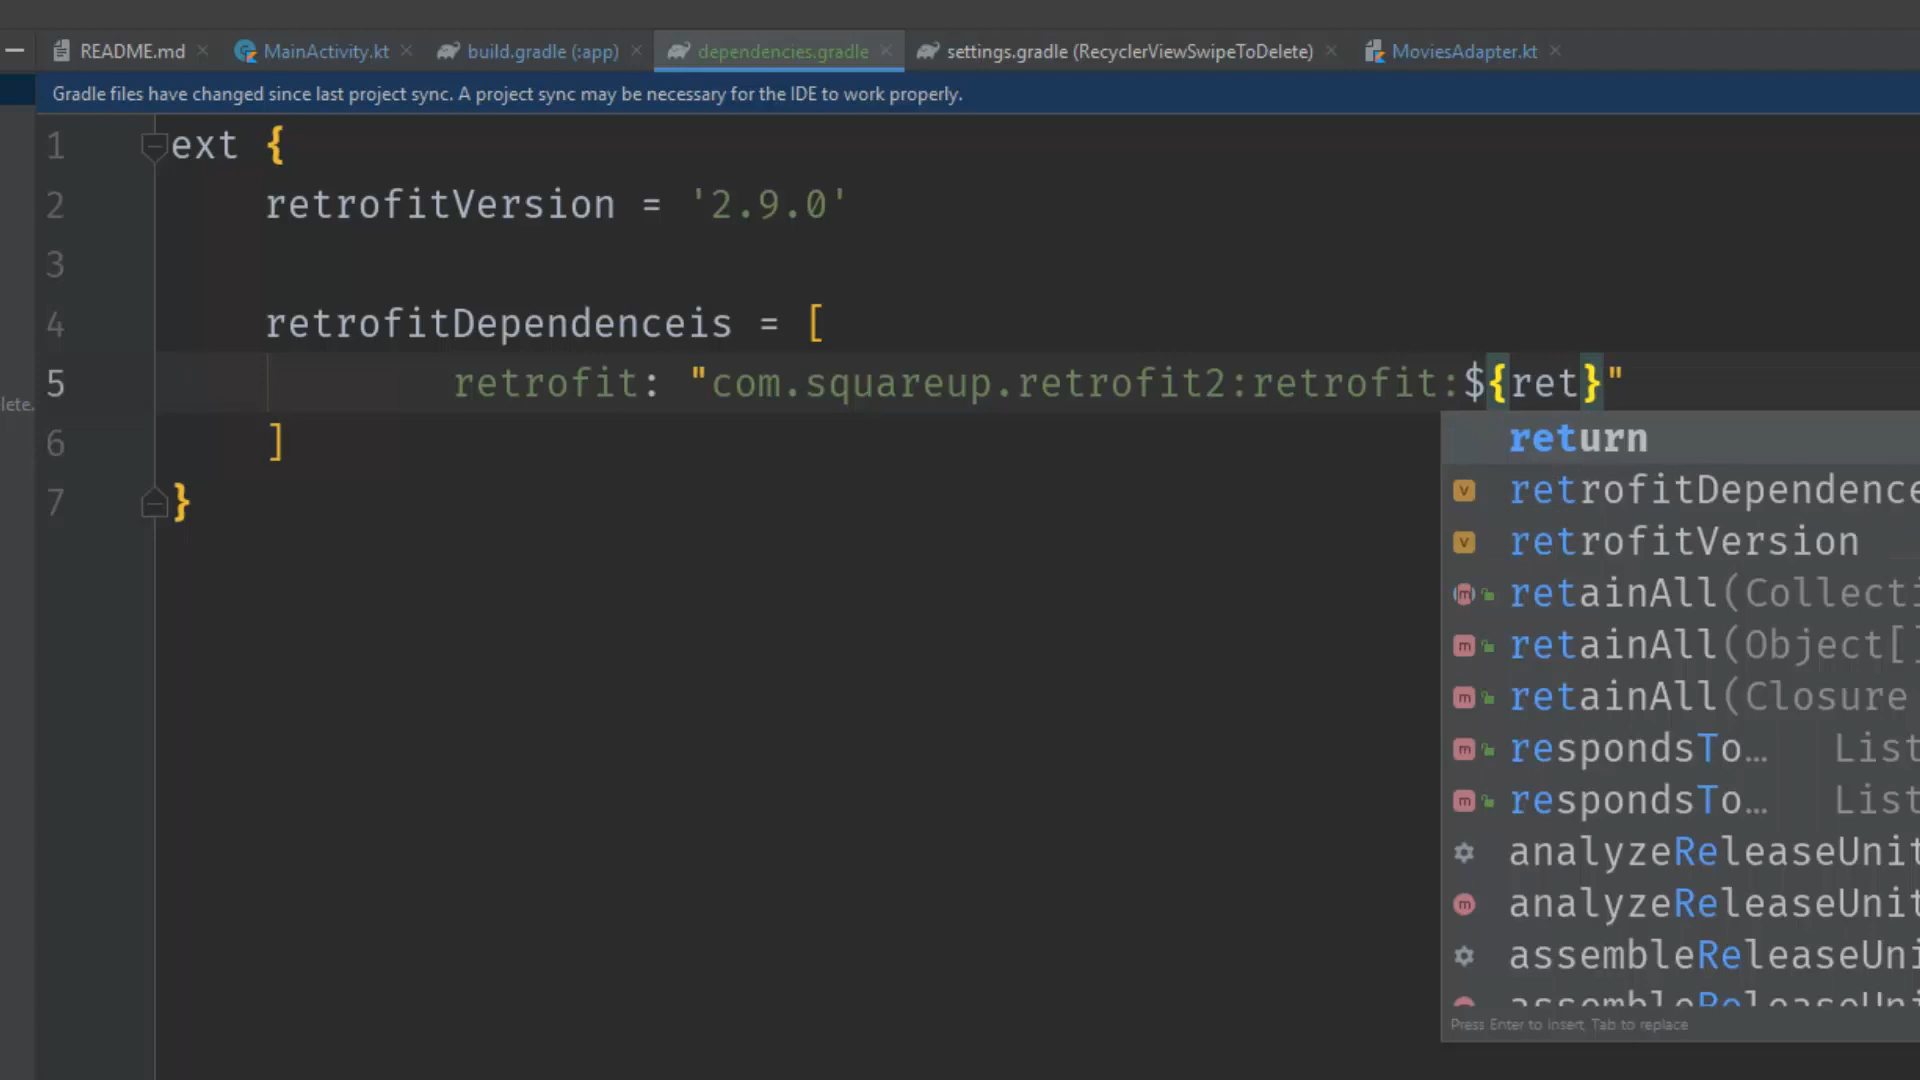 README.md MainActivity.kt build.gradle (:app) dependencies.gradle settings.gradle (RecyclerViewSwipeToDelete) MoviesAdapter.kt
Gradle files have changed since last project sync. A project sync may be necessary for the IDE to work properly.
1 ext {
2 retrofitVersion = '2.9.0'
3
4 retrofitDependenceis = [
5 retrofit: "com.squareup.retrofit2:retrofit:${ret}"
lete.
6 ]
7 }
return
retrofitDependence
retrofitVersion
retainAll(Collecti
retainAll(Object[]
retainAll(Closure
respondsTo… List
respondsTo… List
analyzeReleaseUnit
analyzeReleaseUnit
assembleReleaseUni
assembleReleaseUni
Press Enter to insert, Tab to replace